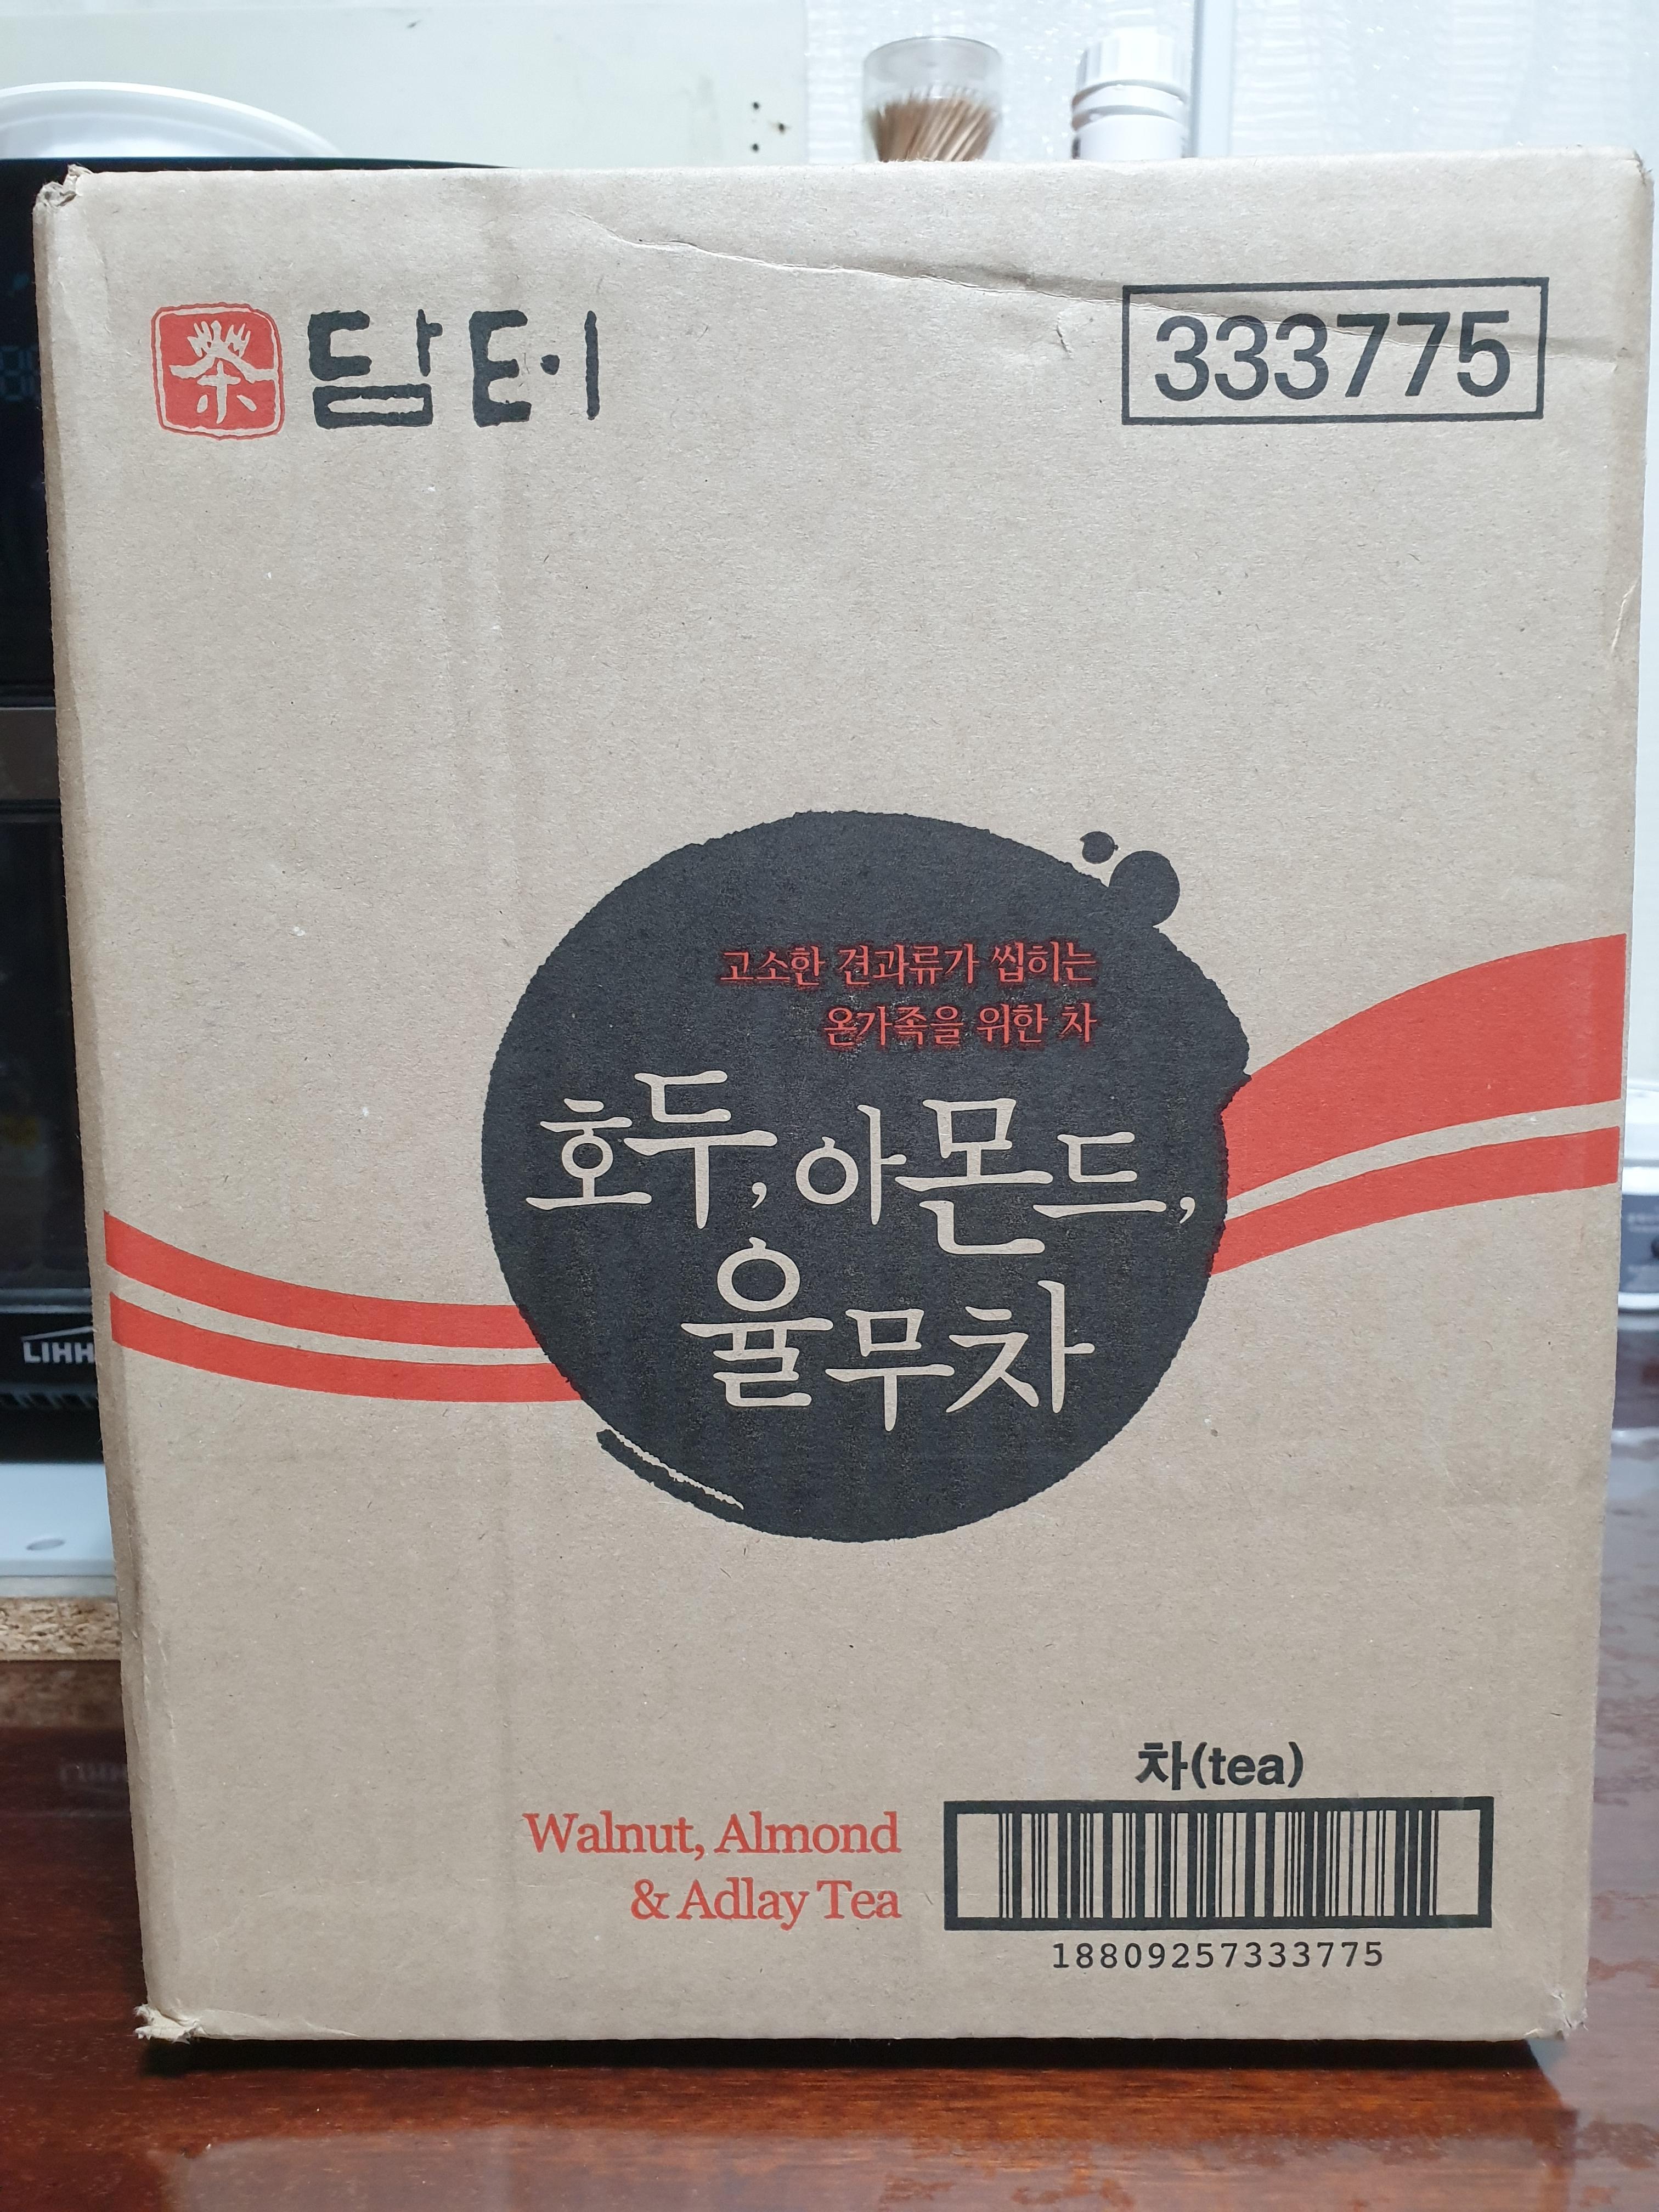 茶 담터
333775
고소한 견과류가 씹히는
온가족을 위한 차
호두, 아몬드,
율무차
차(tea)
Walnut, Almond
& Adlay Tea
18809257333775